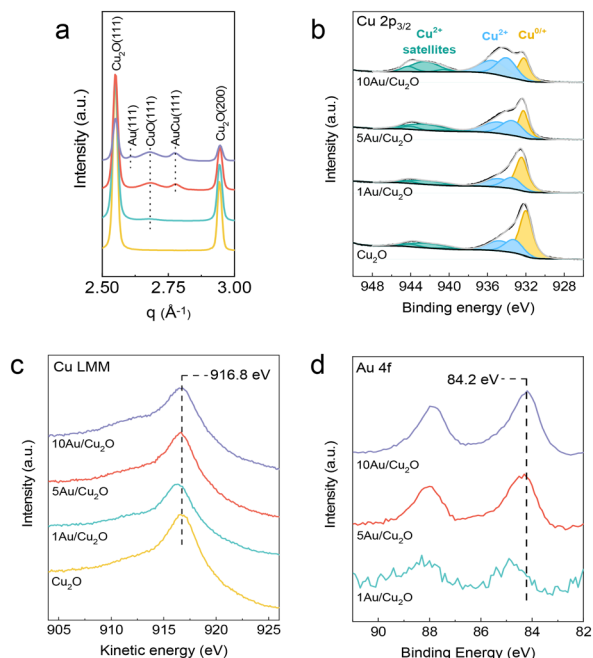 a
Cu₂O(111)
Au(111)
CuO(111)
AuCu(111)
Cu₂O(200)
Intensity (a.u.)
2.50 2.75 3.00
q (Å⁻¹)
b
Cu 2p₃/₂
Cu²⁺
satellites
Cu²⁺
Cu⁰/⁺
10Au/Cu₂O
5Au/Cu₂O
1Au/Cu₂O
Cu₂O
Intensity (a.u.)
948 944 940 936 932 928
Binding energy (eV)
c
Cu LMM
916.8 eV
10Au/Cu₂O
5Au/Cu₂O
1Au/Cu₂O
Cu₂O
Intensity (a.u.)
905 910 915 920 925
Kinetic energy (eV)
d
Au 4f
84.2 eV
10Au/Cu₂O
5Au/Cu₂O
1Au/Cu₂O
Intensity (a.u.)
90 88 86 84 82
Binding Energy (eV)